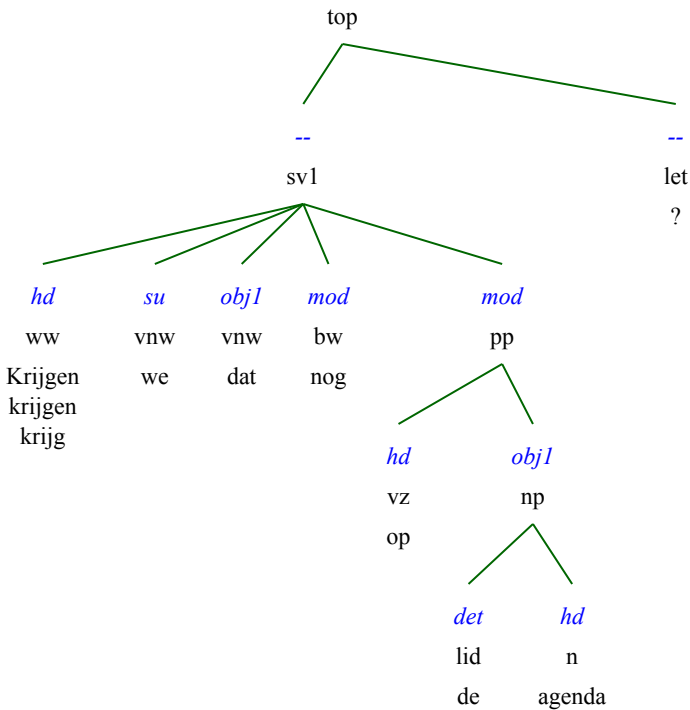 top
-- --
sv1 let
?
hd su obj1 mod mod
ww vnw vnw bw pp
Krijgen we dat nog
krijgen
krijg
hd obj1
vz np
op
det hd
lid n
de agenda